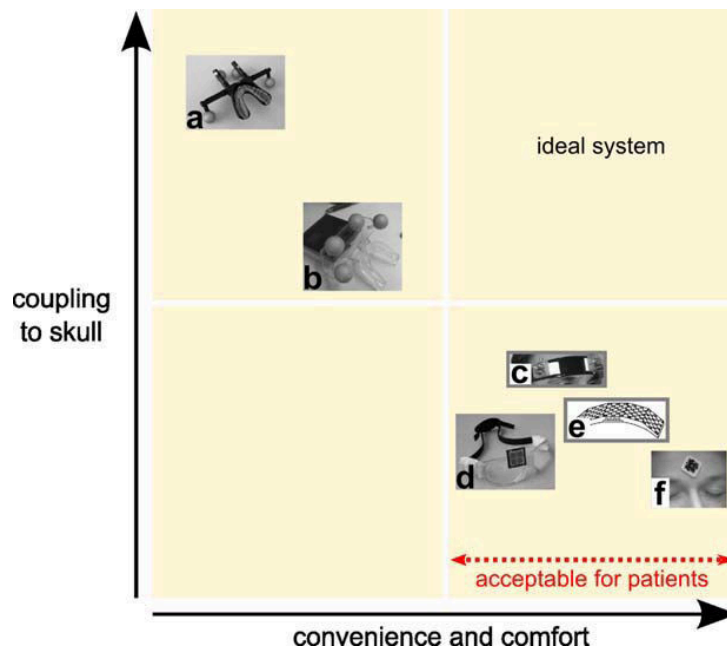 a
ideal system
b
coupling
to skull
c
e
d
f
acceptable for patients
convenience and comfort